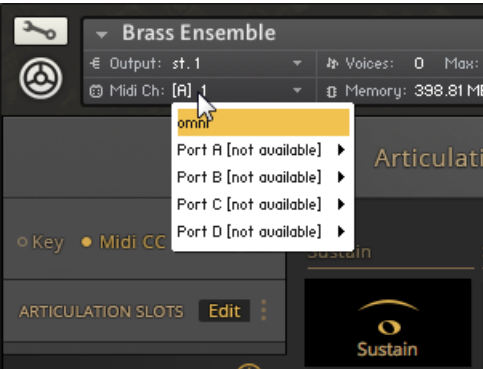 Brass Ensemble
Output: st. 1
Voices: 0 Max:
Midi Ch: [A] 1
Memory: 398.81 M
omni
Port A [not available]
Port B [not available]
Port C [not available]
Port D [not available]
Articulati
Key
Midi CC
Sustain
ARTICULATION SLOTS
Edit
Sustain